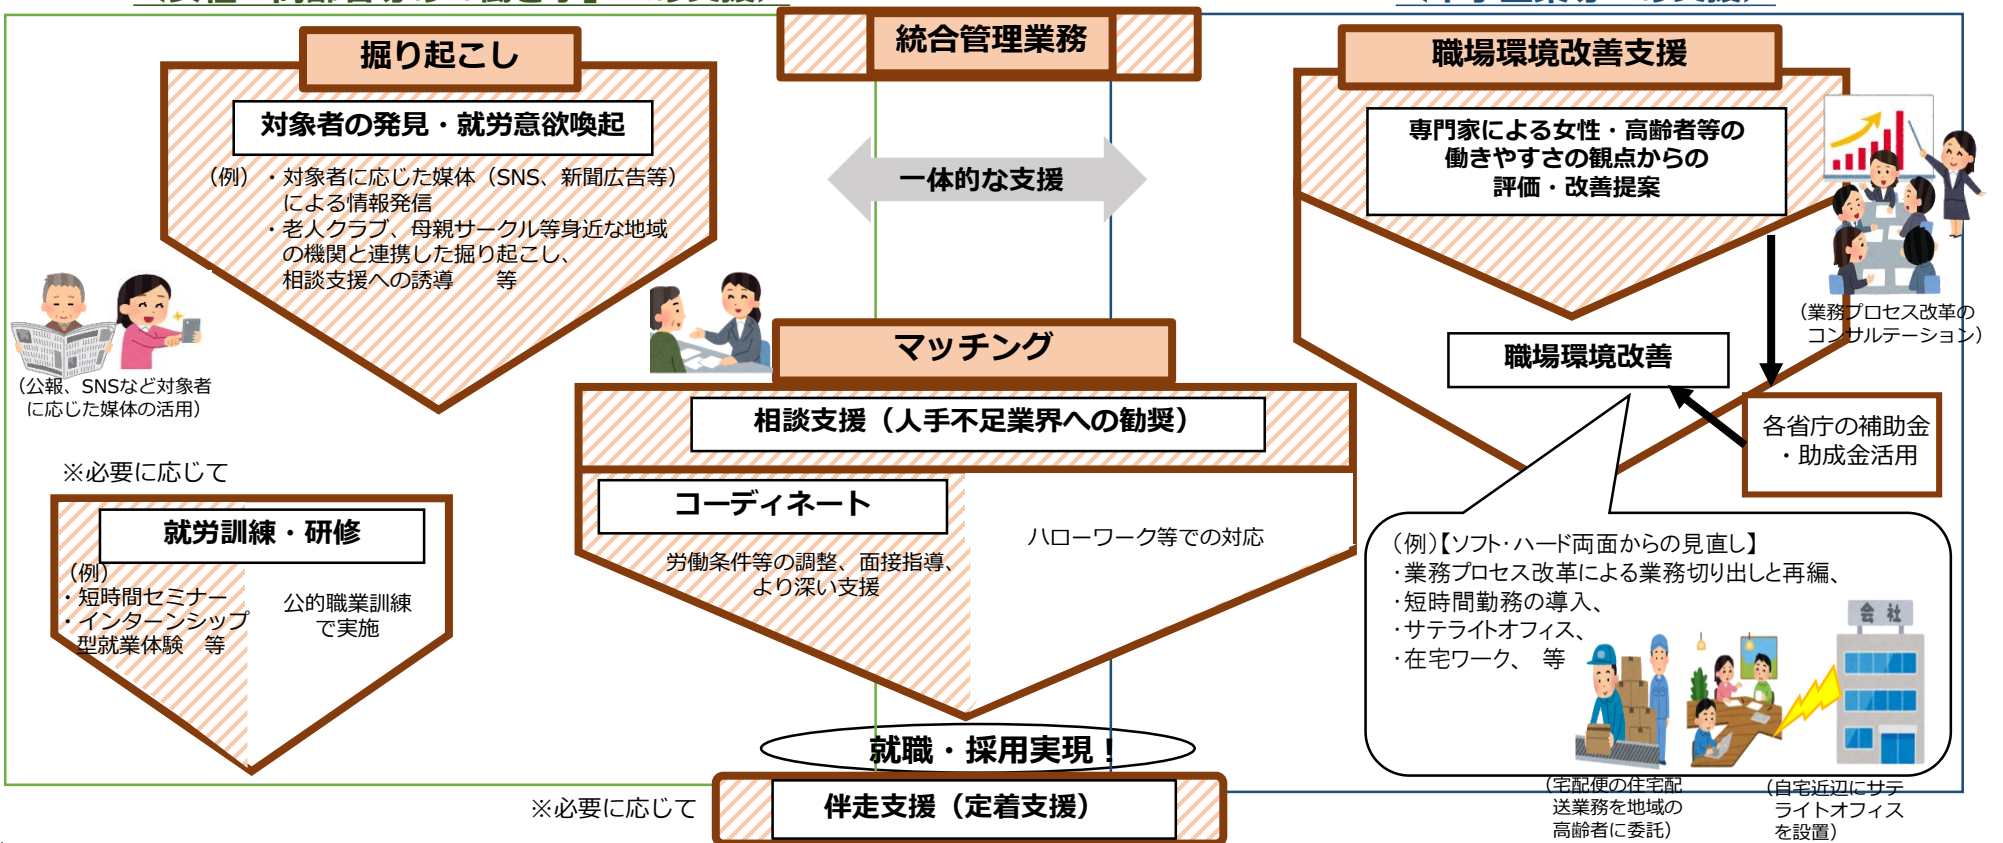 統合管理業務
掘り起こし
対象者の発見・就労意欲喚起
（例）・対象者に応じた媒体（SNS、新聞広告等）
による情報発信
・老人クラブ、母親サークル等身近な地域
の機関と連携した掘り起こし、
相談支援への誘導　等
（公報、SNSなど対象者
に応じた媒体の活用）
※必要に応じて
就労訓練・研修
（例）
・短時間セミナー
・インターンシップ
型就業体験　等
公的職業訓練
で実施
一体的な支援
マッチング
相談支援（人手不足業界への勧奨）
コーディネート
労働条件等の調整、面接指導、
より深い支援
ハローワーク等での対応
就職・採用実現！
※必要に応じて
伴走支援（定着支援）
職場環境改善支援
専門家による女性・高齢者等の
働きやすさの観点からの
評価・改善提案
（業務プロセス改革の
コンサルテーション）
職場環境改善
各省庁の補助金
・助成金活用
（例）【ソフト・ハード両面からの見直し】
・業務プロセス改革による業務切り出しと再編、
・短時間勤務の導入、
・サテライトオフィス、
・在宅ワーク、　等
会社
（宅配便の住宅配
送業務を地域の
高齢者に委託）
（自宅近辺にサテ
ライトオフィス
を設置）